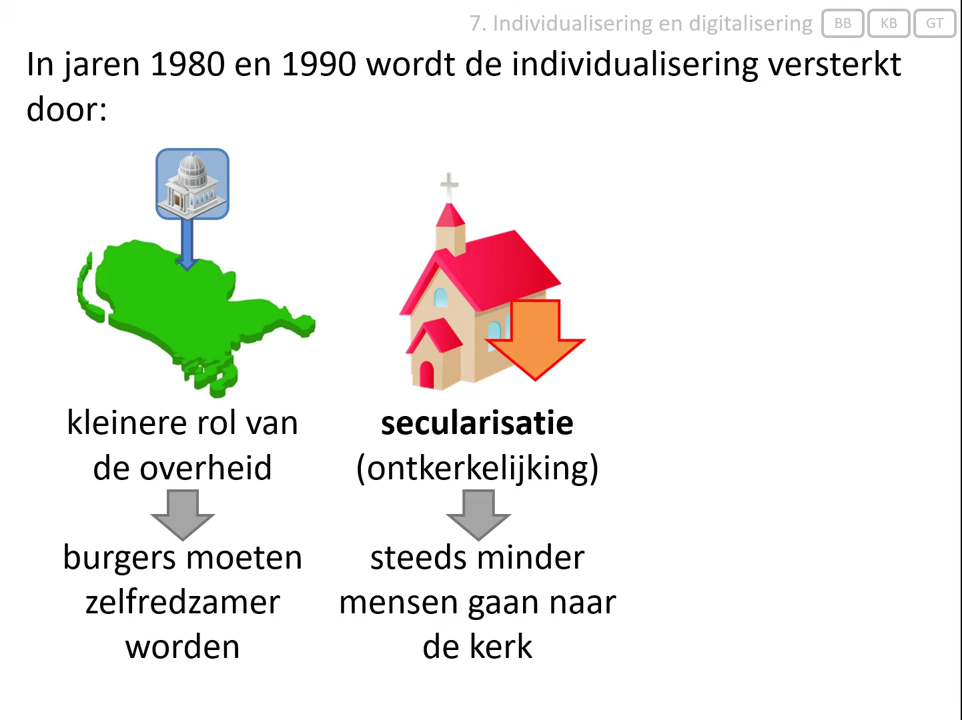 7. Individualisering en digitalisering BB KB GT
In jaren 1980 en 1990 wordt de individualisering versterkt
door:
kleinere rol van
de overheid
burgers moeten
zelfredzamer
worden
secularisatie
(ontkerkelijking)
steeds minder
mensen gaan naar
de kerk